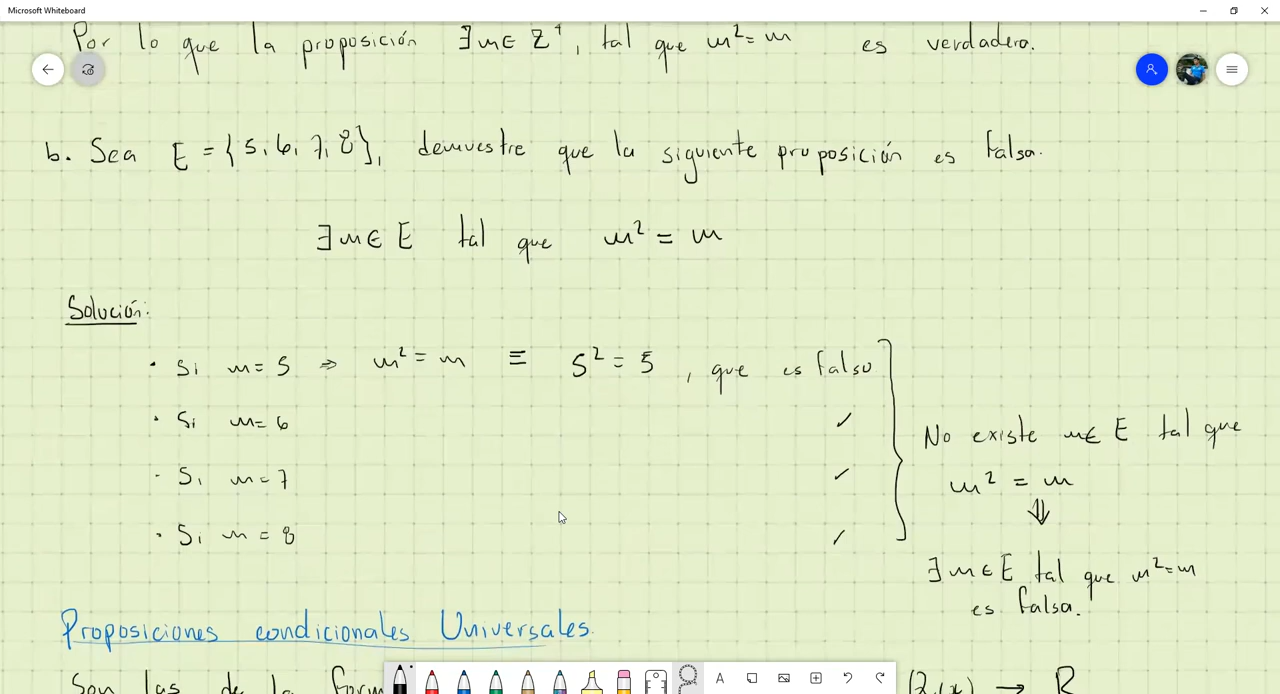 Microsoft Whiteboard
Por lo que la proposición ∃ m ∈ Z⁺, tal que m² = m es verdadera.
b. Sea E = {5, 6, 7, 8}, demuestre que la siguiente proposición es falsa.
∃ m ∈ E tal que m² = m
Solución:
• Si m = 5 ⇒ m² = m ≡ 5² = 5, que es falso
• Si m = 6 ✓
• Si m = 7 ✓
• Si m = 8 ✓
No existe m ∈ E tal que
m² = m
⇓
∃ m ∈ E tal que m² = m
es falsa.
Proposiciones condicionales Universales.
Son las de la form